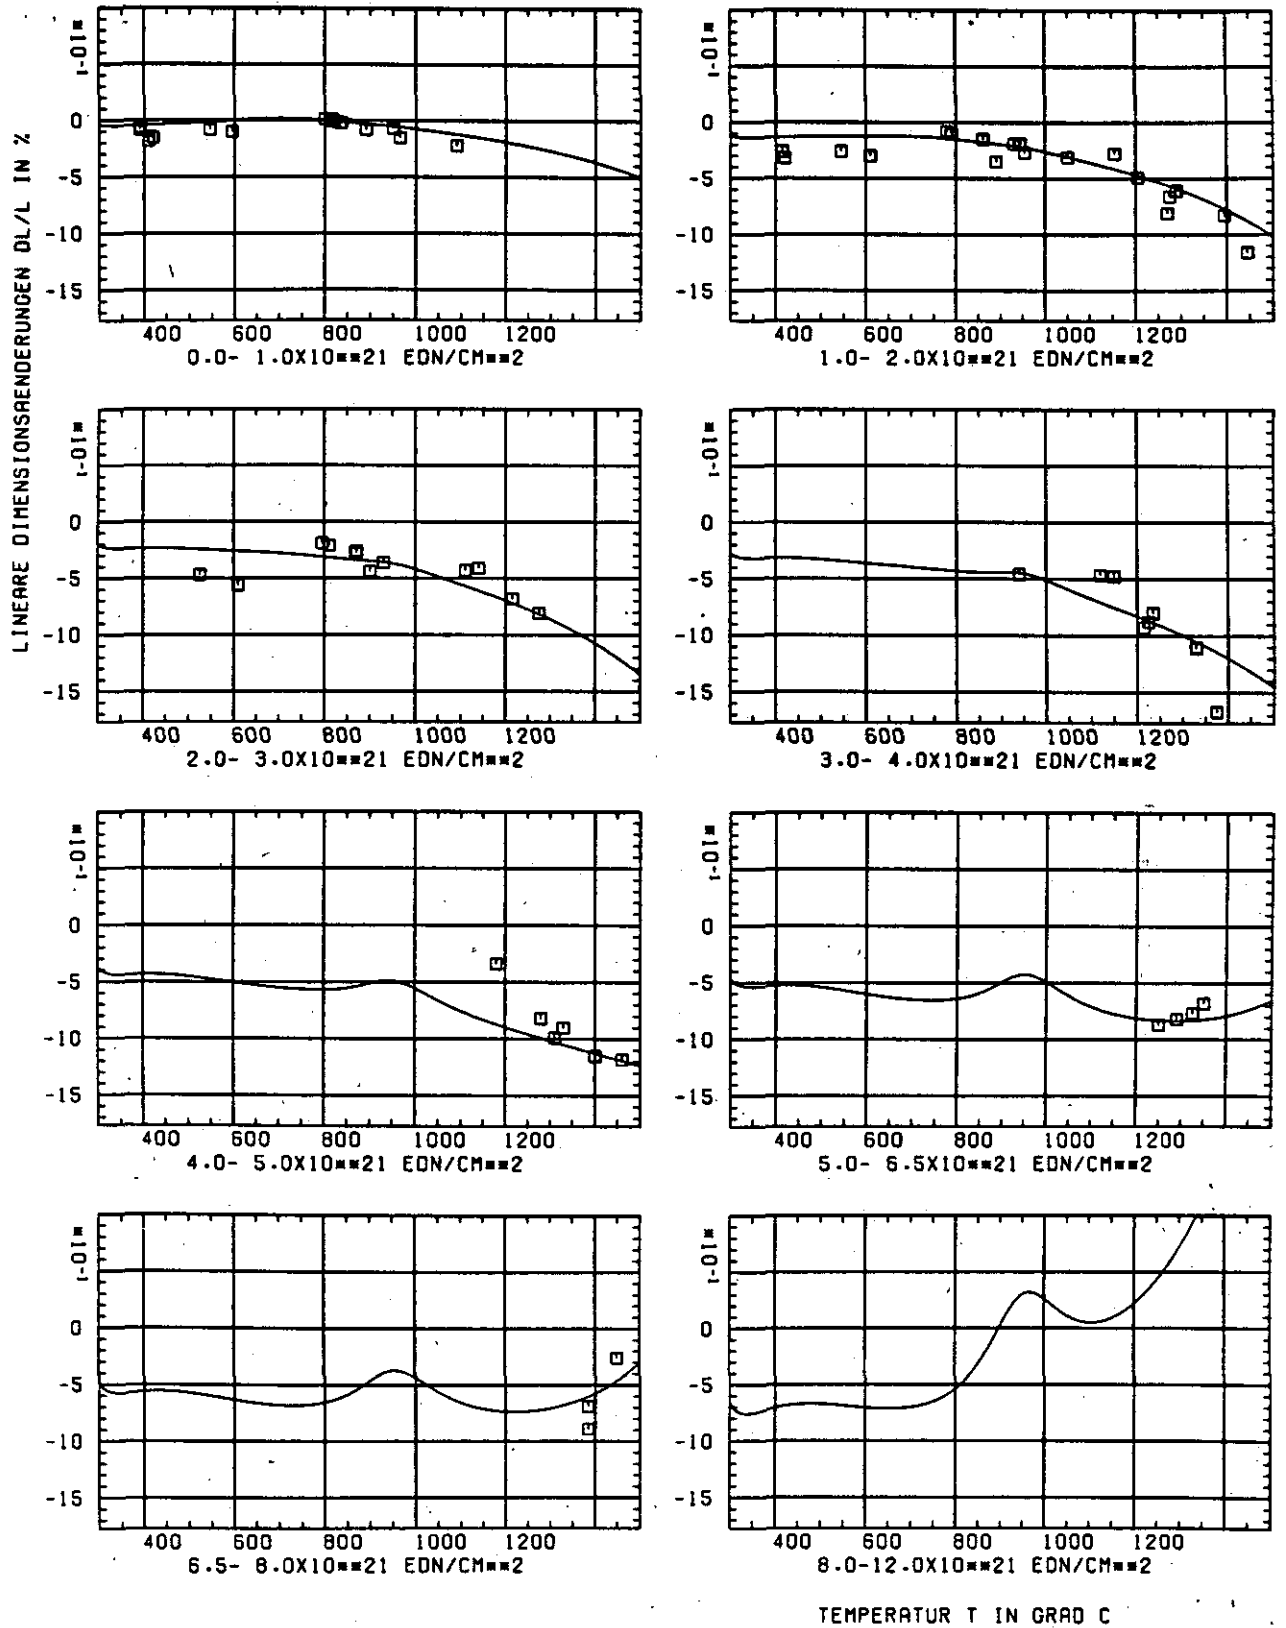 LINEARE DIMENSIONSAENDERUNGEN DL/L IN %
*10-1
0
-5
-10
-15
400 600 800 1000 1200
0.0- 1.0X10**21 EDN/CM**2
*10-1
0
-5
-10
-15
400 600 800 1000 1200
1.0- 2.0X10**21 EDN/CM**2
*10-1
0
-5
-10
-15
400 600 800 1000 1200
2.0- 3.0X10**21 EDN/CM**2
*10-1
0
-5
-10
-15
400 600 800 1000 1200
3.0- 4.0X10**21 EDN/CM**2
*10-1
0
-5
-10
-15
400 600 800 1000 1200
4.0- 5.0X10**21 EDN/CM**2
*10-1
0
-5
-10
-15
400 600 800 1000 1200
5.0- 6.5X10**21 EDN/CM**2
*10-1
0
-5
-10
-15
400 600 800 1000 1200
6.5- 8.0X10**21 EDN/CM**2
*10-1
0
-5
-10
-15
400 600 800 1000 1200
8.0-12.0X10**21 EDN/CM**2
TEMPERATUR T IN GRAD C